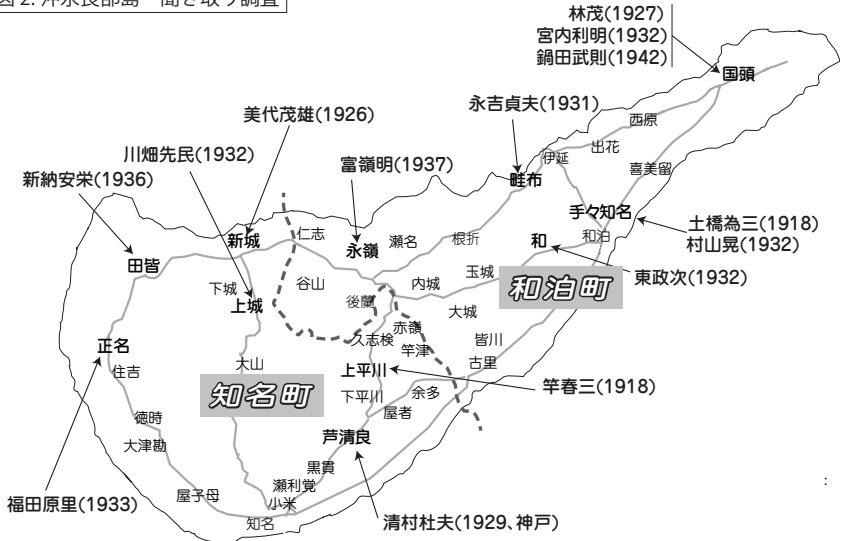 図 2. 沖永良部島 聞き取り調査
林茂(1927)
宮内利明(1932)
鍋田武則(1942)
国頭
永吉貞夫(1931)
美代茂雄(1926)
川畑先民(1932)
富嶺明(1937)
新納安栄(1936)
西原
出花
伊延
喜美留
畦布
手々知名
和泊
土橋為三(1918)
村山晃(1932)
東政次(1932)
和
仁志
新城
永嶺
瀬名
根折
田皆
谷山
後蘭
内城
玉城
和泊町
下城
上城
大城
赤嶺
久志検
竿津
皆川
古里
正名
住吉
大山
上平川
竿春三(1918)
知名町
下平川
余多
屋者
徳時
大津勘
芦清良
黒貫
瀬利覚
屋子母
小米
知名
福田原里(1933)
清村杜夫(1929、神戸)
: